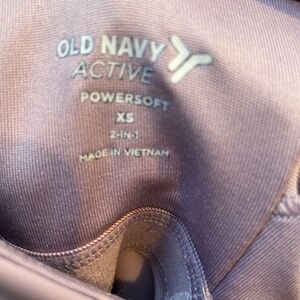 OLD NAVY
ACTIVE
POWERSOFT
XS
2-IN-1
MADE IN VIETNAM